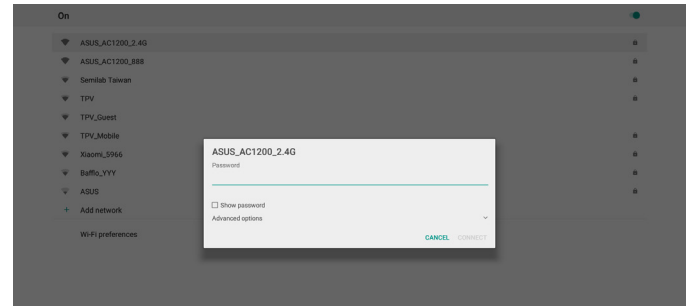 On
ASUS_AC1200_2.4G
ASUS_AC1200_888
Semilab Taiwan
TPV
TPV_Guest
TPV_Mobile
Xiaomi_5966
Bafflo_YYY
ASUS
+ Add network
Wi-Fi preferences
ASUS_AC1200_2.4G
Password
Show password
Advanced options
CANCEL CONNECT